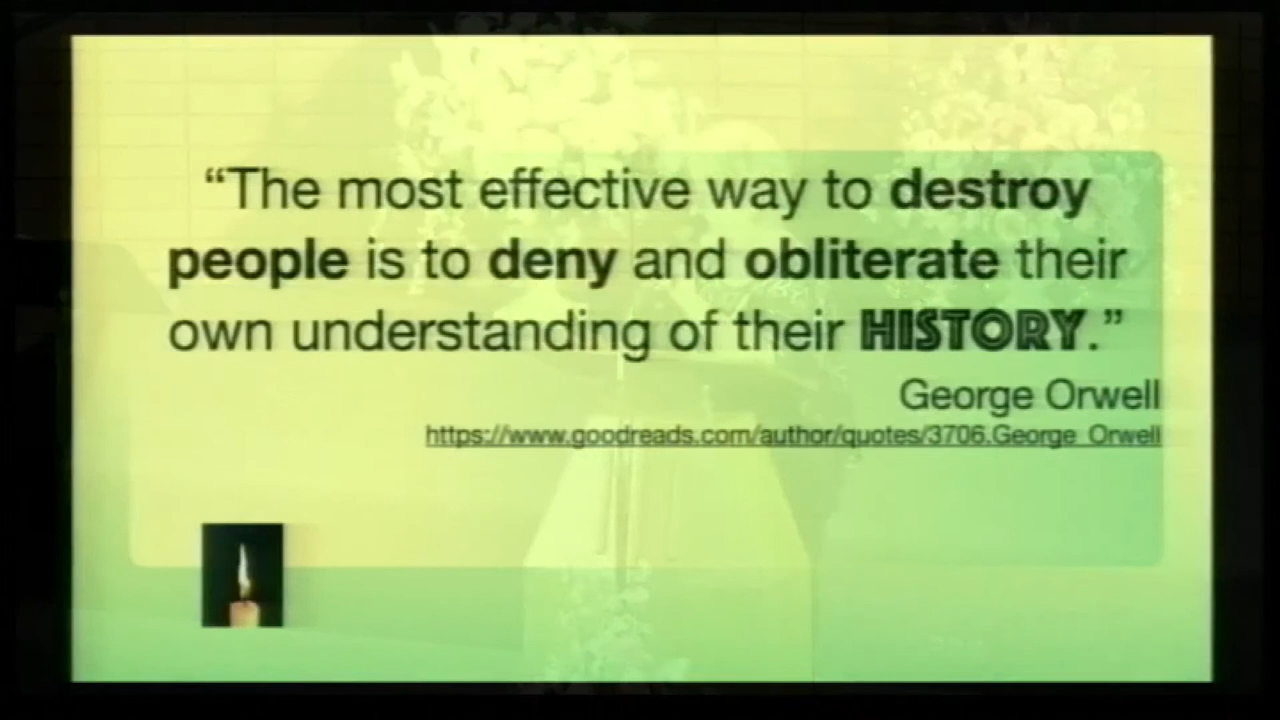 “The most effective way to destroy
people is to deny and obliterate their
own understanding of their HISTORY.”
George Orwell
https://www.goodreads.com/author/quotes/3706.George_Orwell